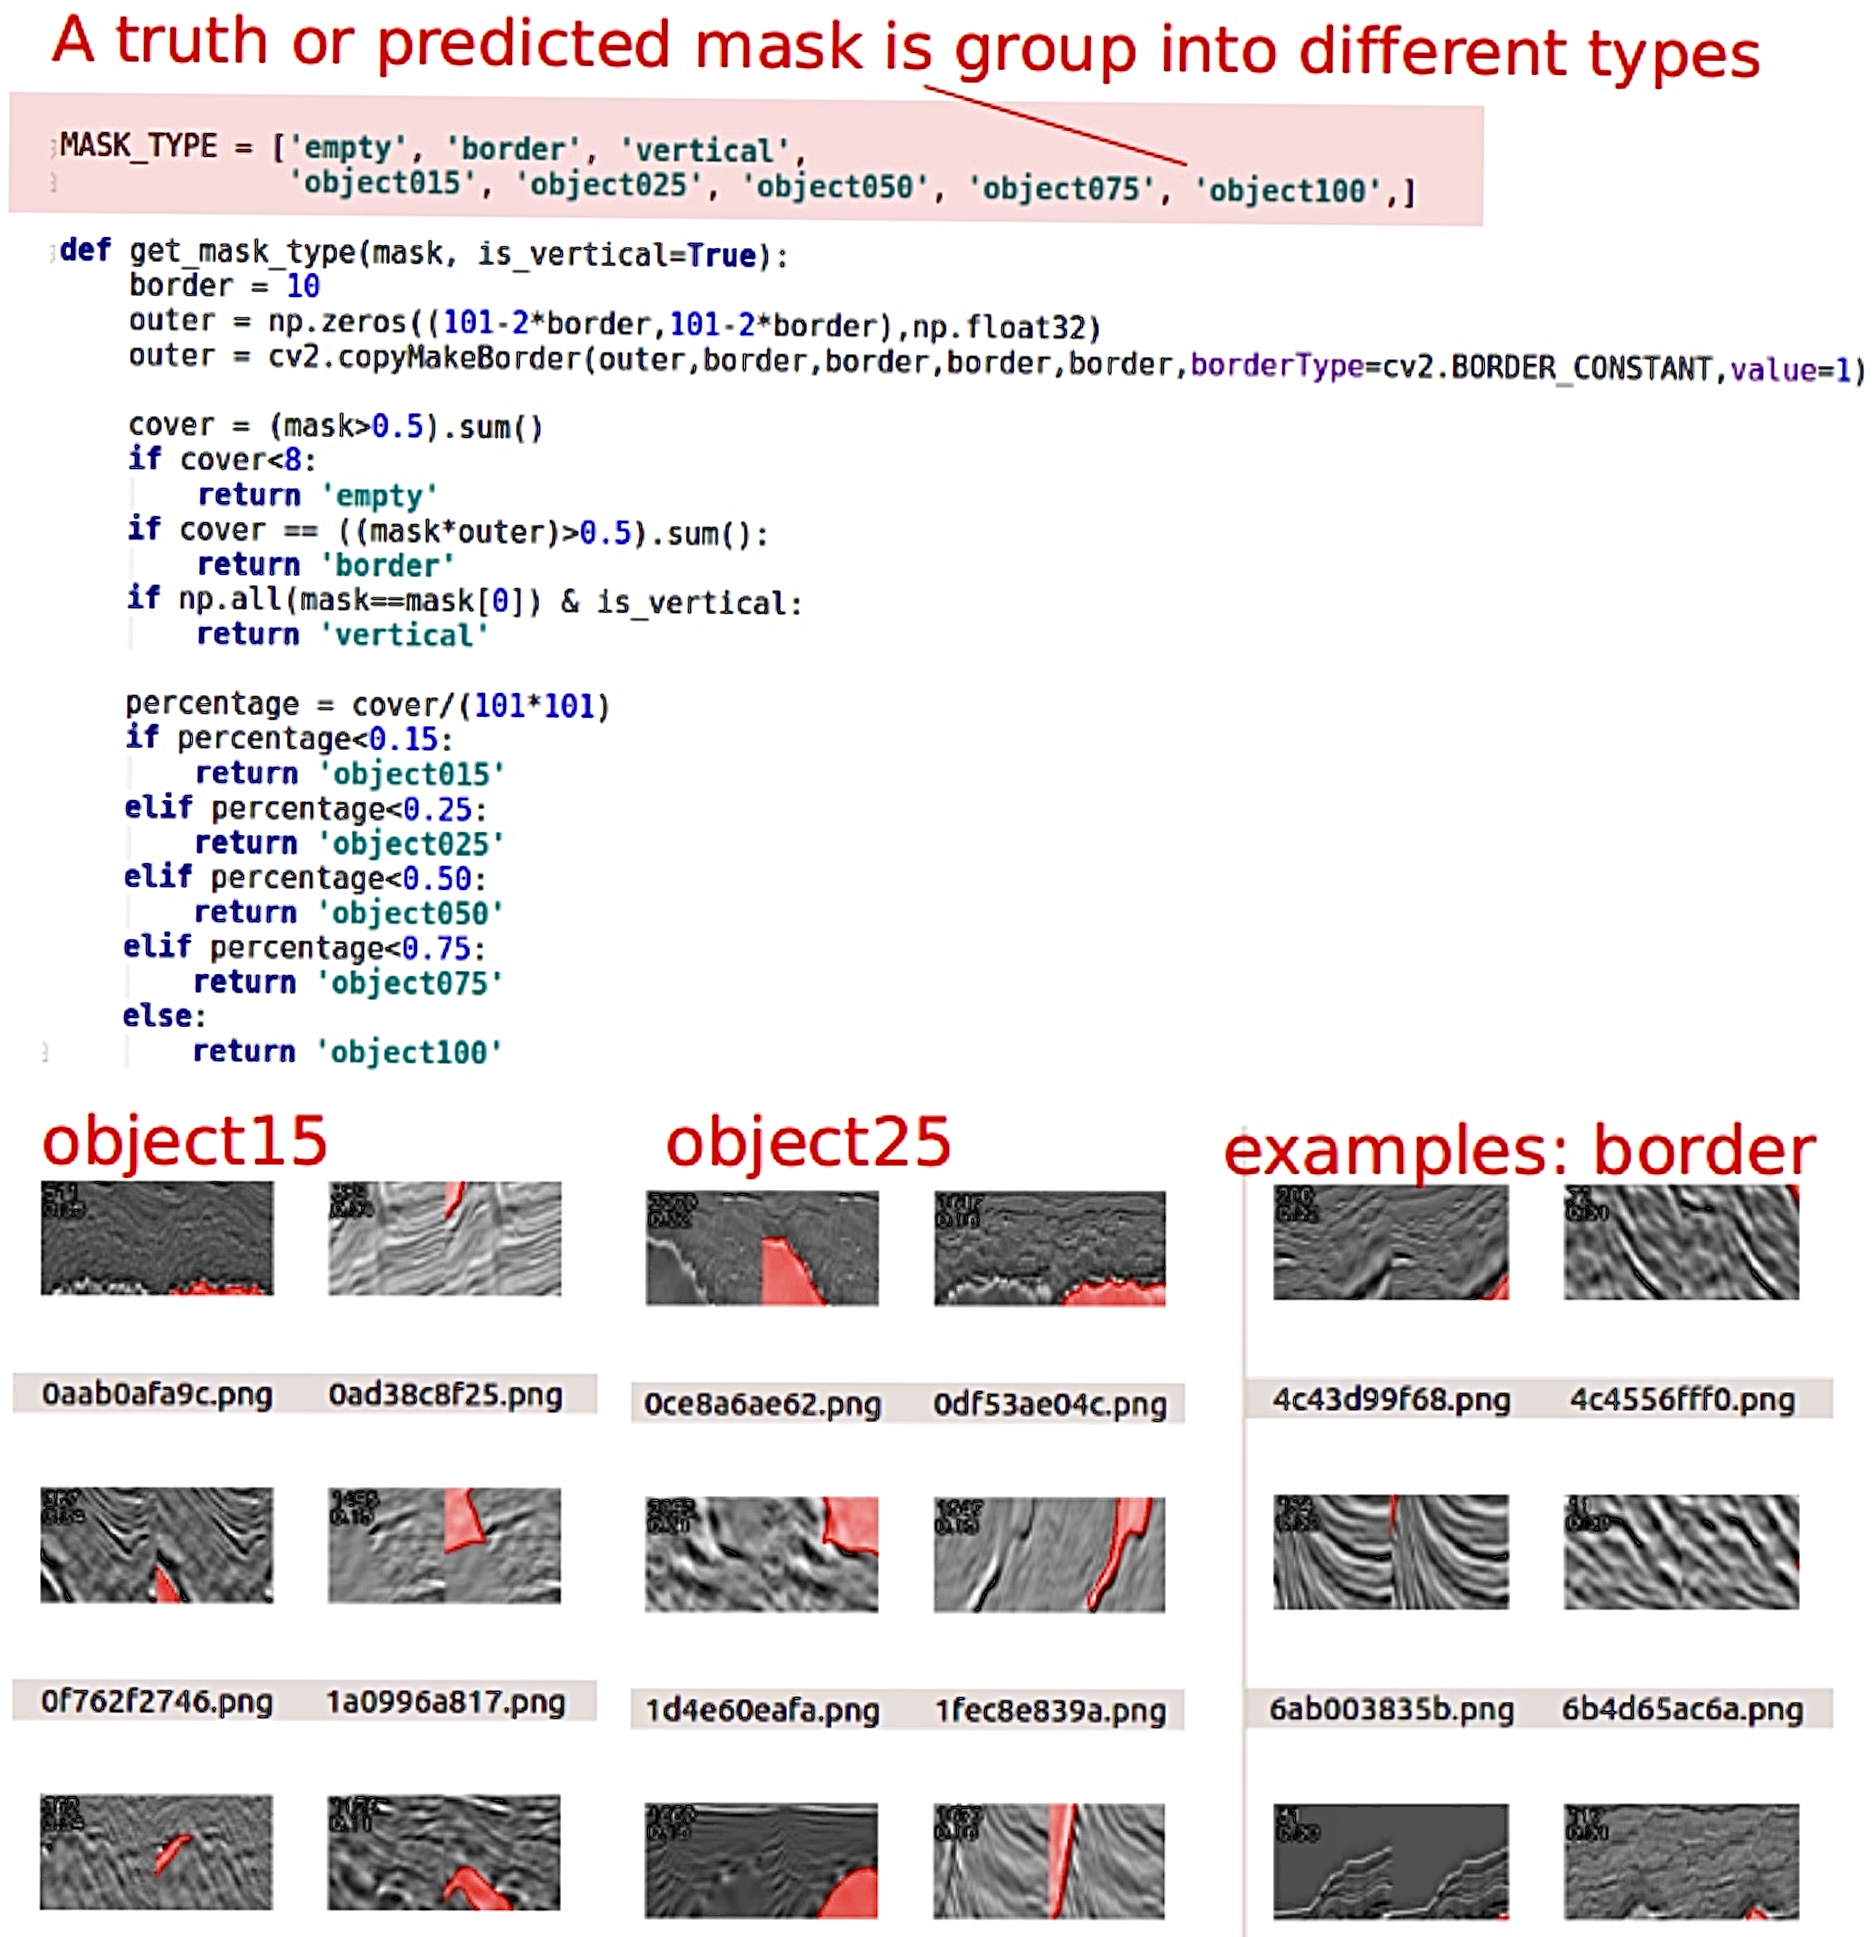 A truth or predicted mask is group into different types
MASK_TYPE = ['empty', 'border', 'vertical',
'object015', 'object025', 'object050', 'object075', 'object100',]
def get_mask_type(mask, is_vertical=True):
border = 10
outer = np.zeros((101-2*border,101-2*border),np.float32)
outer = cv2.copyMakeBorder(outer,border,border,border,border,borderType=cv2.BORDER_CONSTANT,value=1)
cover = (mask>0.5).sum()
if cover<8:
return 'empty'
if cover == ((mask*outer)>0.5).sum():
return 'border'
if np.all(mask==mask[0]) & is_vertical:
return 'vertical'
percentage = cover/(101*101)
if percentage<0.15:
return 'object015'
elif percentage<0.25:
return 'object025'
elif percentage<0.50:
return 'object050'
elif percentage<0.75:
return 'object075'
else:
return 'object100'
object15 object25 examples: border
0aab0afa9c.png 0ad38c8f25.png 0ce8a6ae62.png 0df53ae04c.png 4c43d99f68.png 4c4556fff0.png
0f762f2746.png 1a0996a817.png 1d4e60eafa.png 1fec8e839a.png 6ab003835b.png 6b4d65ac6a.png